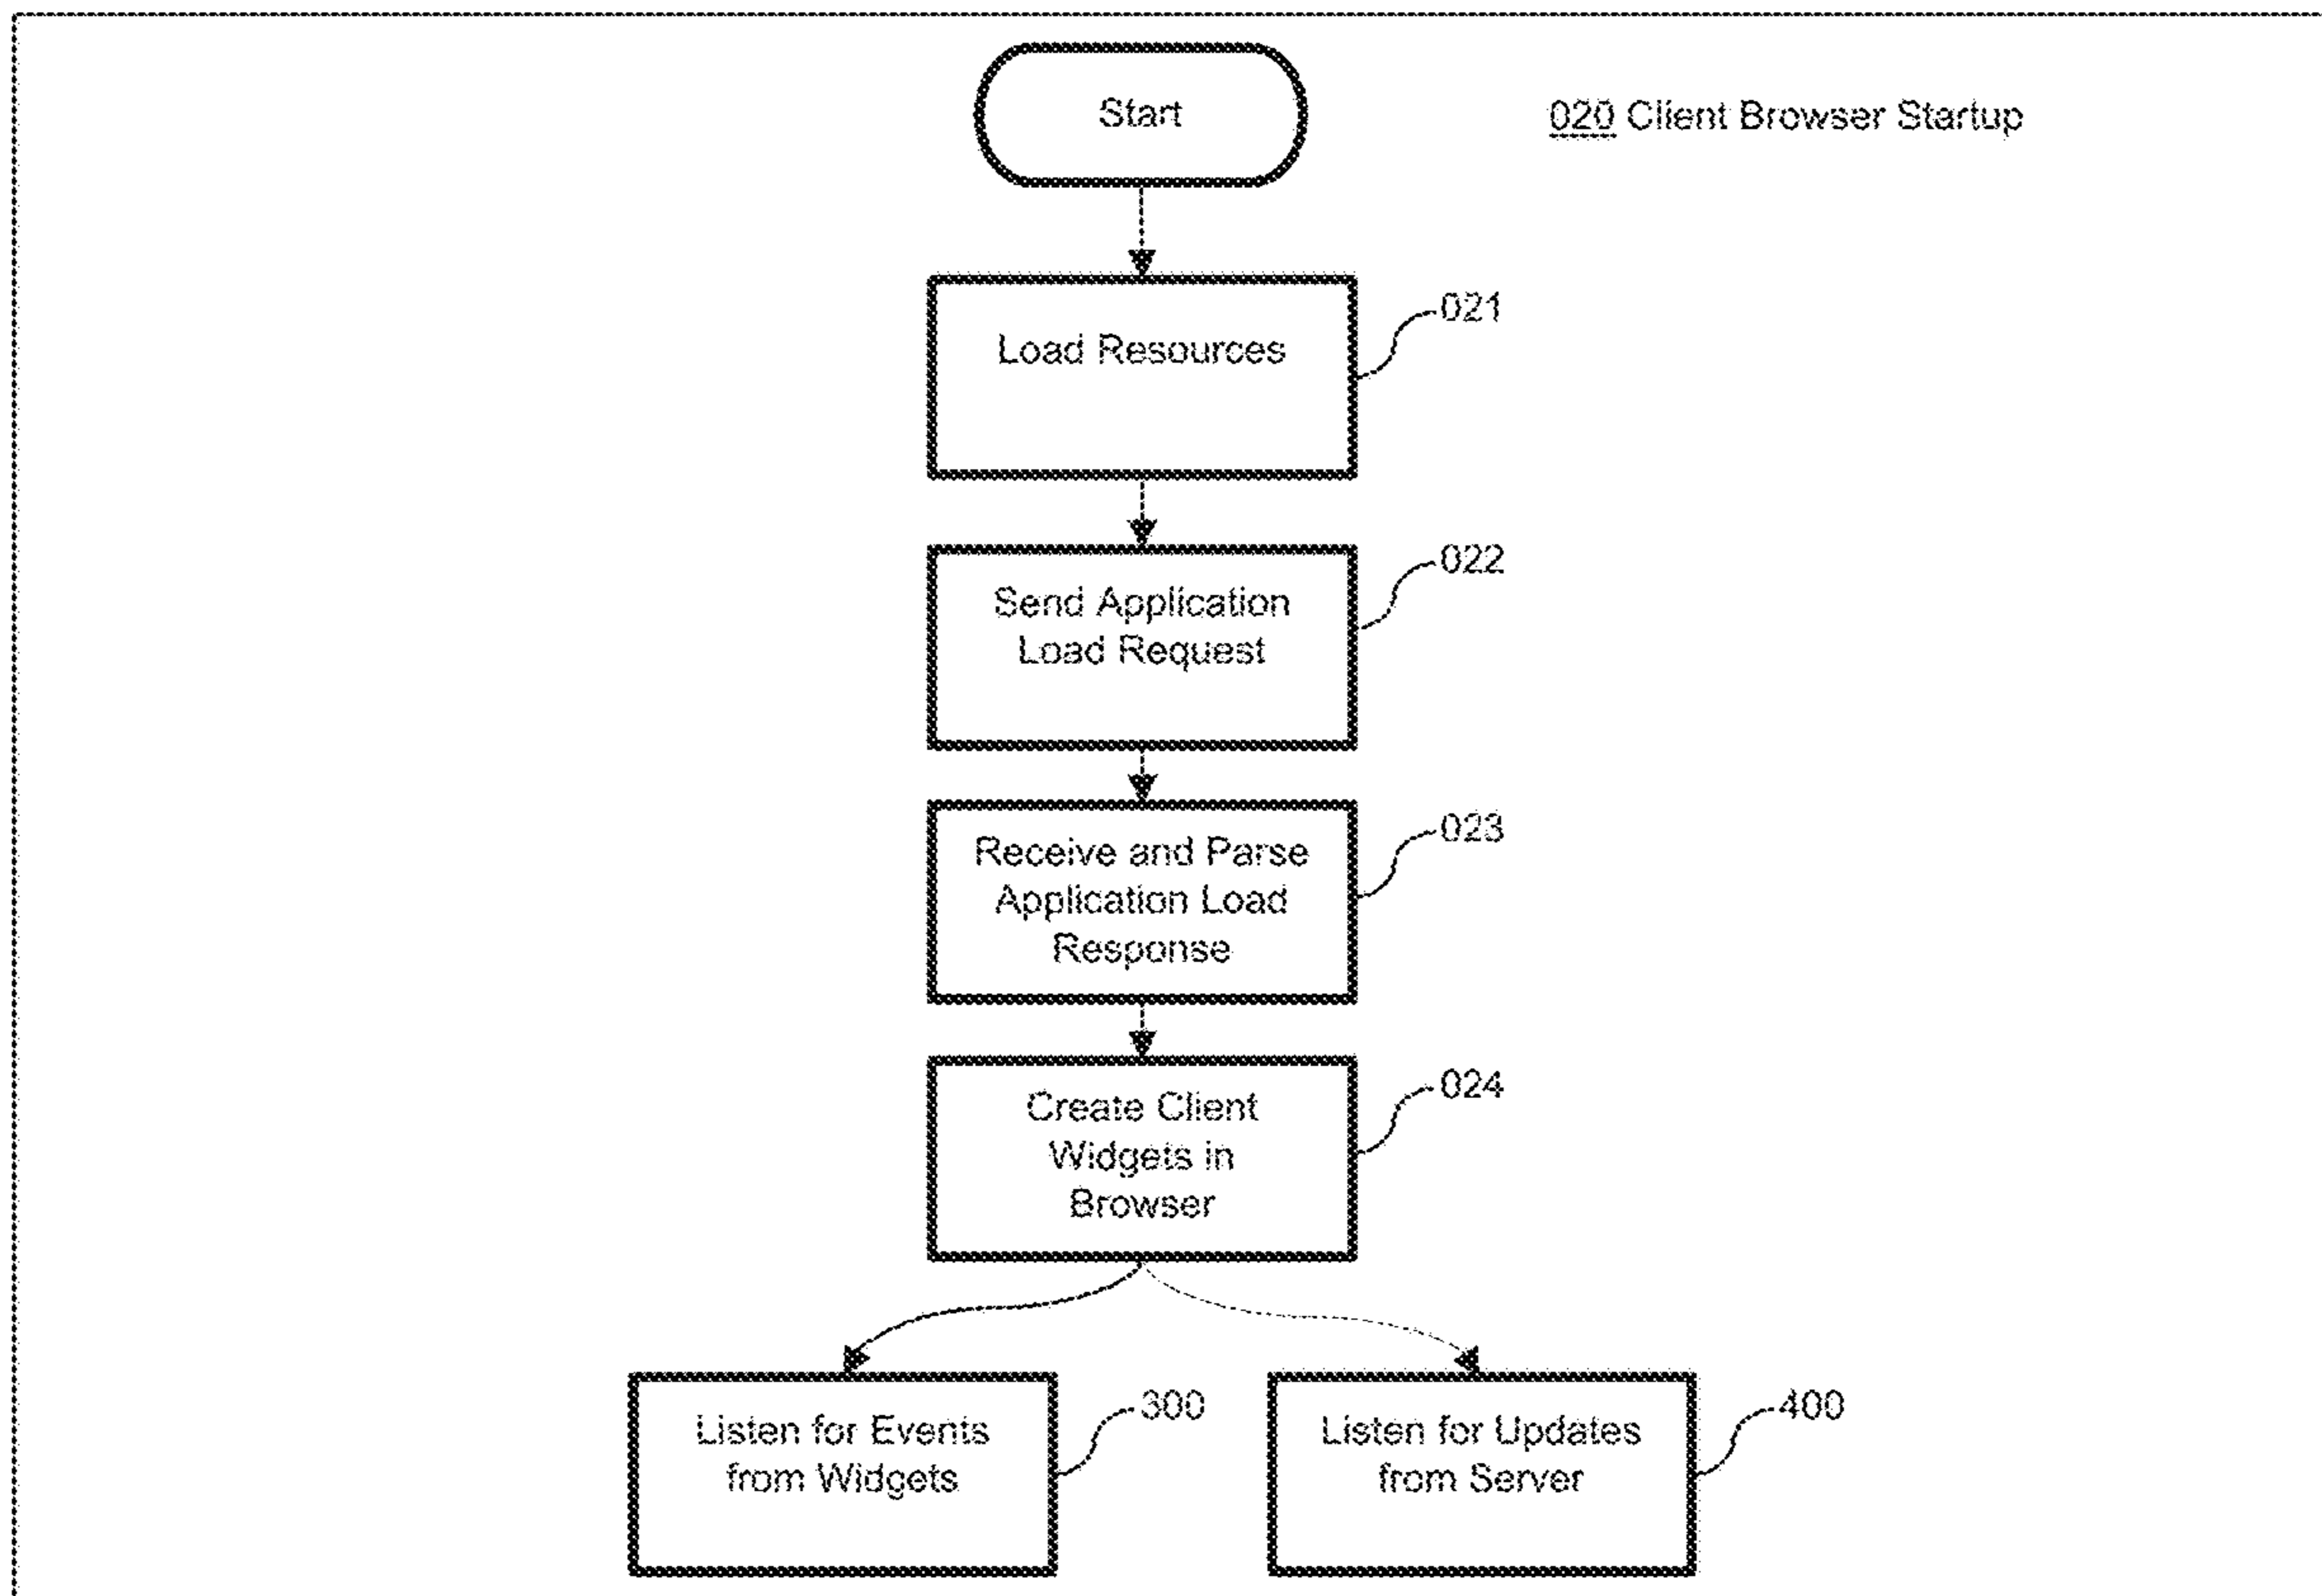 Start
020 Client Browser Startup
Load Resources
021
Send Application
Load Request
022
Receive and Parse
Application Load
Response
023
Create Client
Widgets in
Browser
024
Listen for Events
from Widgets
300
Listen for Updates
from Server
400